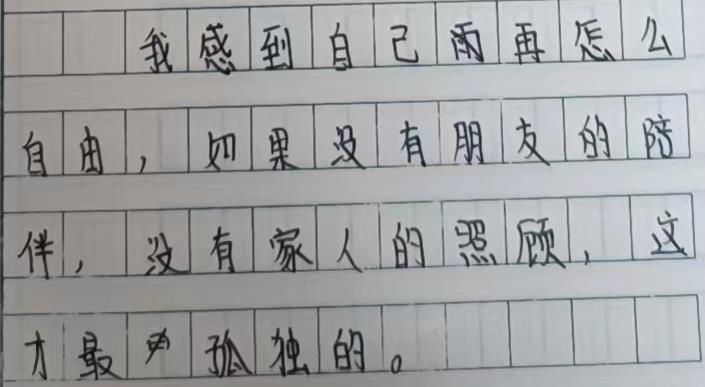 我感到自己雨再怎么
自由，如果没有朋友的陪
伴，没有家人的照顾，这
才最孤独的。